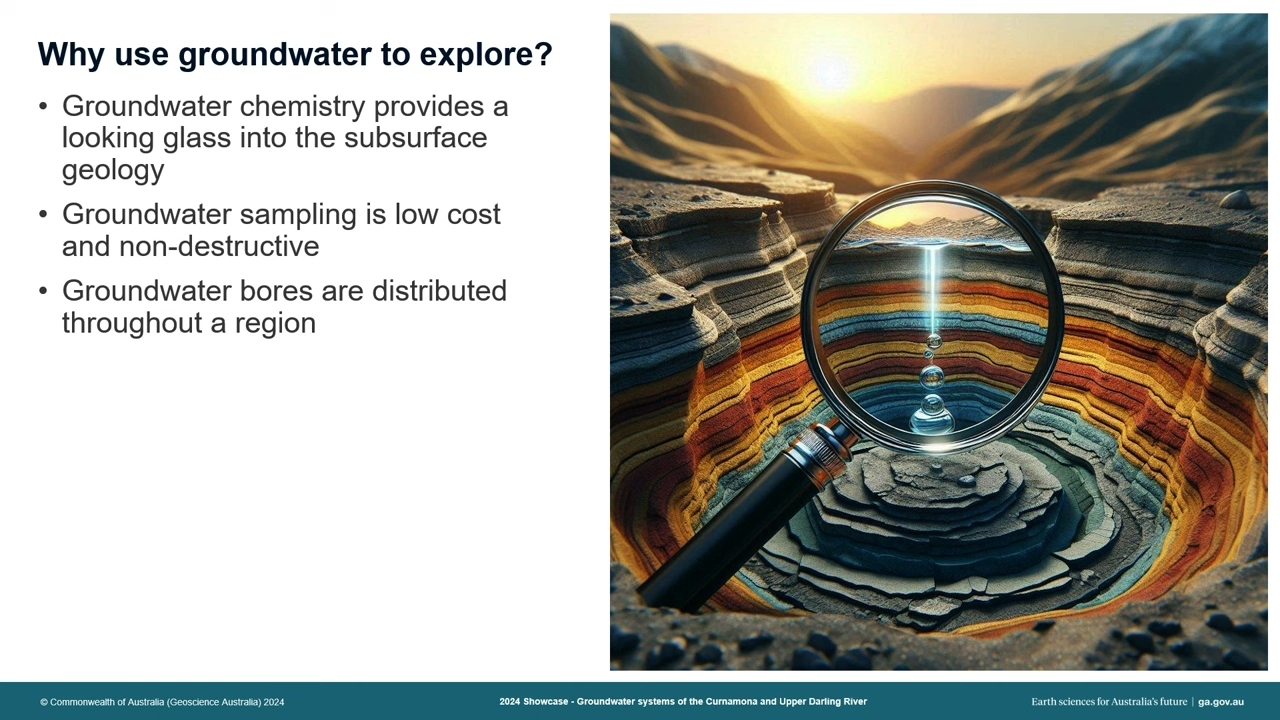 Why use groundwater to explore?
• Groundwater chemistry provides a
looking glass into the subsurface
geology
• Groundwater sampling is low cost
and non-destructive
• Groundwater bores are distributed
throughout a region
© Commonwealth of Australia (Geoscience Australia) 2024
2024 Showcase - Groundwater systems of the Curnamona and Upper Darling River
Earth sciences for Australia's future | ga.gov.au